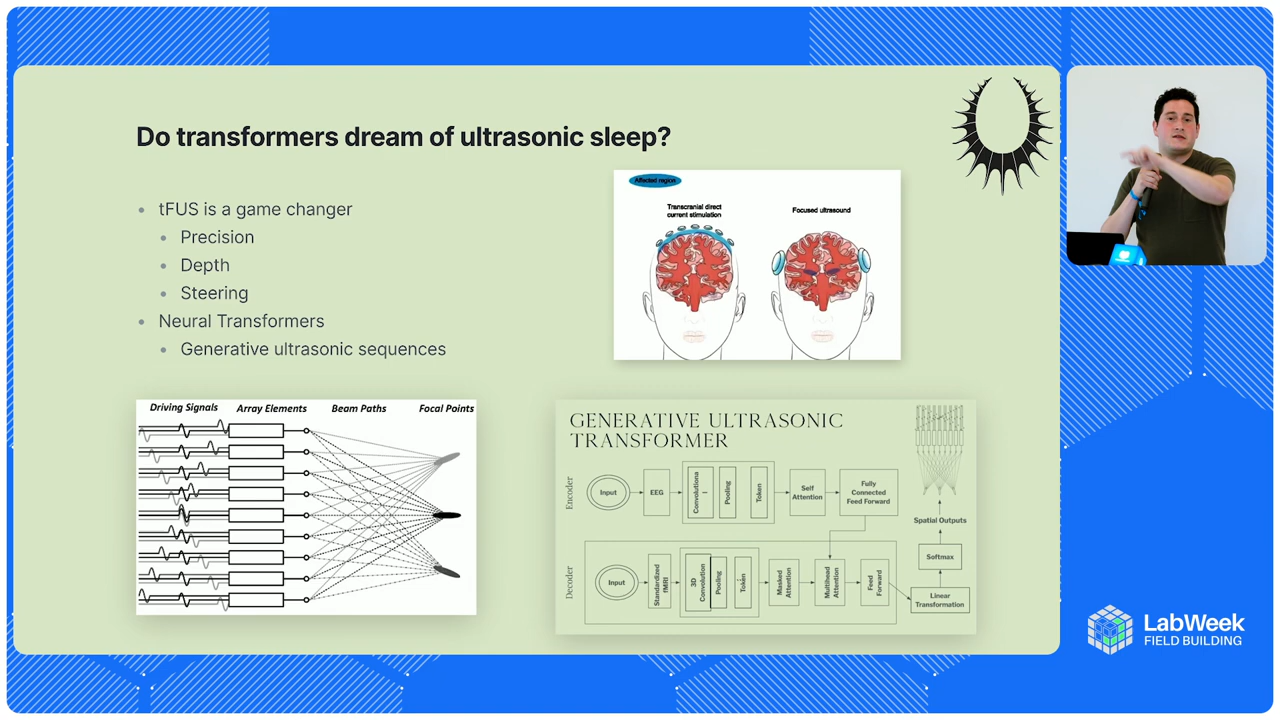 Do transformers dream of ultrasonic sleep?
tFUS is a game changer
Precision
Depth
Steering
Neural Transformers
Generative ultrasonic sequences
Affected region
Transcranial direct
current stimulation
Focused ultrasound
Driving Signals
Array Elements
Beam Paths
Focal Points
GENERATIVE ULTRASONIC
TRANSFORMER
Encoder
Input
EEG
Convolutiona
l
Pooling
Token
Self
Attention
Fully
Connected
Feed Forward
Spatial Outputs
Softmax
Linear
Transformation
Decoder
Input
Standardized
fMRI
3D
Convolution
Pooling
Token
Masked
Attention
Multihead
Attention
Feed
Forward
LabWeek
FIELD BUILDING